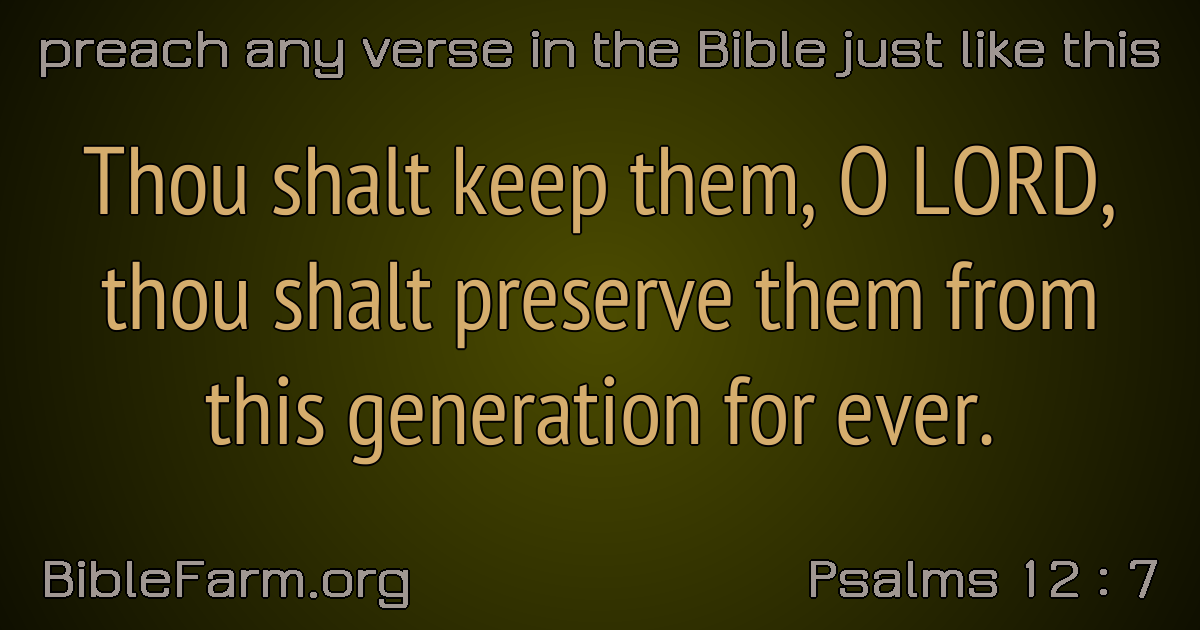 preach any verse in the Bible just like this
Thou shalt keep them, O LORD,
thou shalt preserve them from
this generation for ever.
BibleFarm.org
Psalms 12 : 7